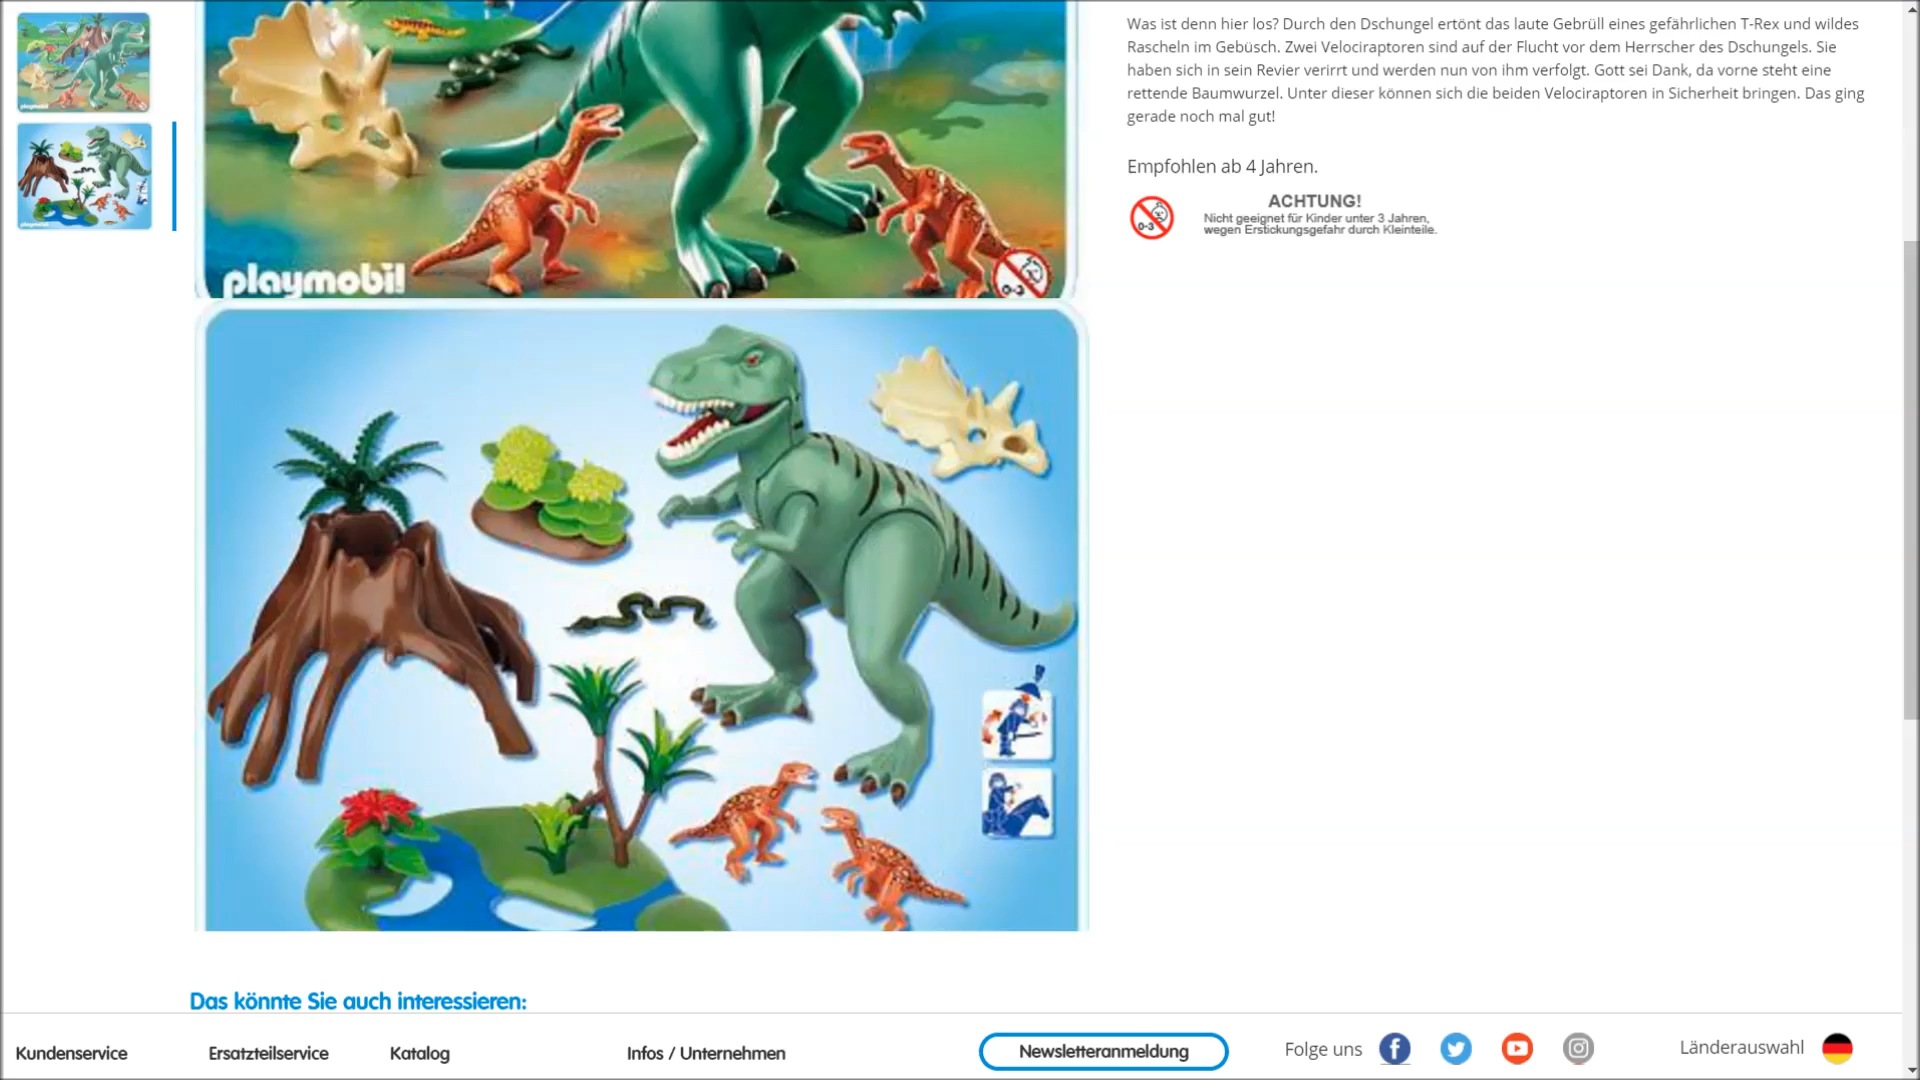 Was ist denn hier los? Durch den Dschungel ertönt das laute Gebrüll eines gefährlichen T-Rex und wildes
Rascheln im Gebüsch. Zwei Velociraptoren sind auf der Flucht vor dem Herrscher des Dschungels. Sie
haben sich in sein Revier verirrt und werden nun von ihm verfolgt. Gott sei Dank, da vorne steht eine
rettende Baumwurzel. Unter dieser können sich die beiden Velociraptoren in Sicherheit bringen. Das ging
gerade noch mal gut!
Empfohlen ab 4 Jahren.
0-3
ACHTUNG!
Nicht geeignet für Kinder unter 3 Jahren,
wegen Erstickungsgefahr durch Kleinteile.
playmobil
0-3
playmobil
playmobil
Das könnte Sie auch interessieren:
Kundenservice
Ersatzteilservice
Katalog
Infos / Unternehmen
Newsletteranmeldung
Folge uns
Länderauswahl